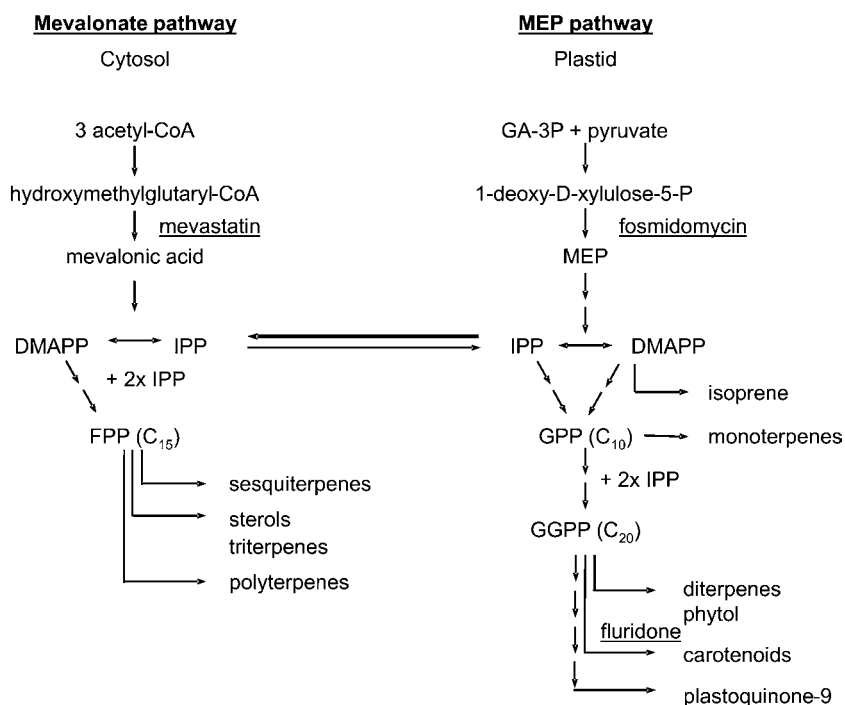 Mevalonate pathway
Cytosol
3 acetyl-CoA
hydroxymethylglutaryl-CoA
mevastatin
mevalonic acid
DMAPP
IPP
+ 2x IPP
FPP (C15)
sesquiterpenes
sterols
triterpenes
polyterpenes
MEP pathway
Plastid
GA-3P + pyruvate
1-deoxy-D-xylulose-5-P
fosmidomycin
MEP
IPP
DMAPP
isoprene
GPP (C10)
monoterpenes
+ 2x IPP
GGPP (C20)
diterpenes
phytol
fluridone
carotenoids
plastoquinone-9